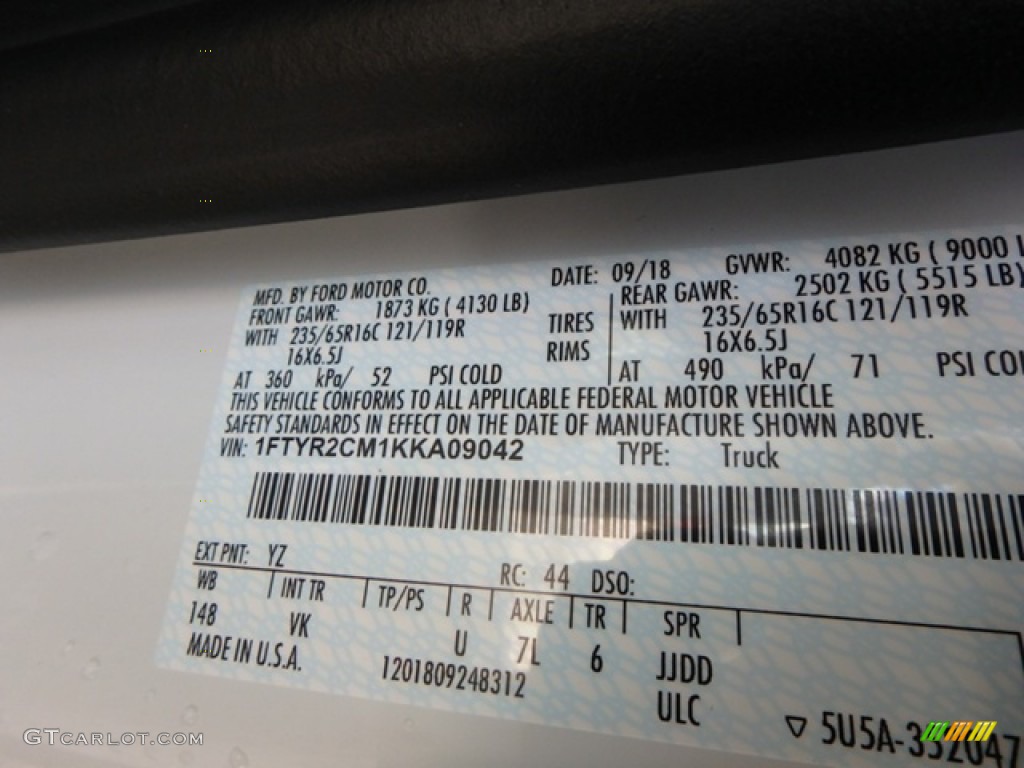 MFD. BY FORD MOTOR CO. DATE: 09/18 GVWR: 4082 KG ( 9000 L
FRONT GAWR: 1873 KG ( 4130 LB) REAR GAWR: 2502 KG ( 5515 LB)
WITH 235/65R16C 121/119R TIRES WITH 235/65R16C 121/119R
16X6.5J RIMS 16X6.5J
AT 360 kPa/ 52 PSI COLD AT 490 kPa/ 71 PSI COL
THIS VEHICLE CONFORMS TO ALL APPLICABLE FEDERAL MOTOR VEHICLE
SAFETY STANDARDS IN EFFECT ON THE DATE OF MANUFACTURE SHOWN ABOVE.
VIN: 1FTYR2CM1KKA09042 TYPE: Truck
EXT PNT: YZ RC: 44 DSO:
WB INT TR TP/PS R AXLE TR SPR
148 VK U 7L 6 JJDD
MADE IN U.S.A. 1201809248312 ULC
5U5A-332047
GTCARLOT.COM